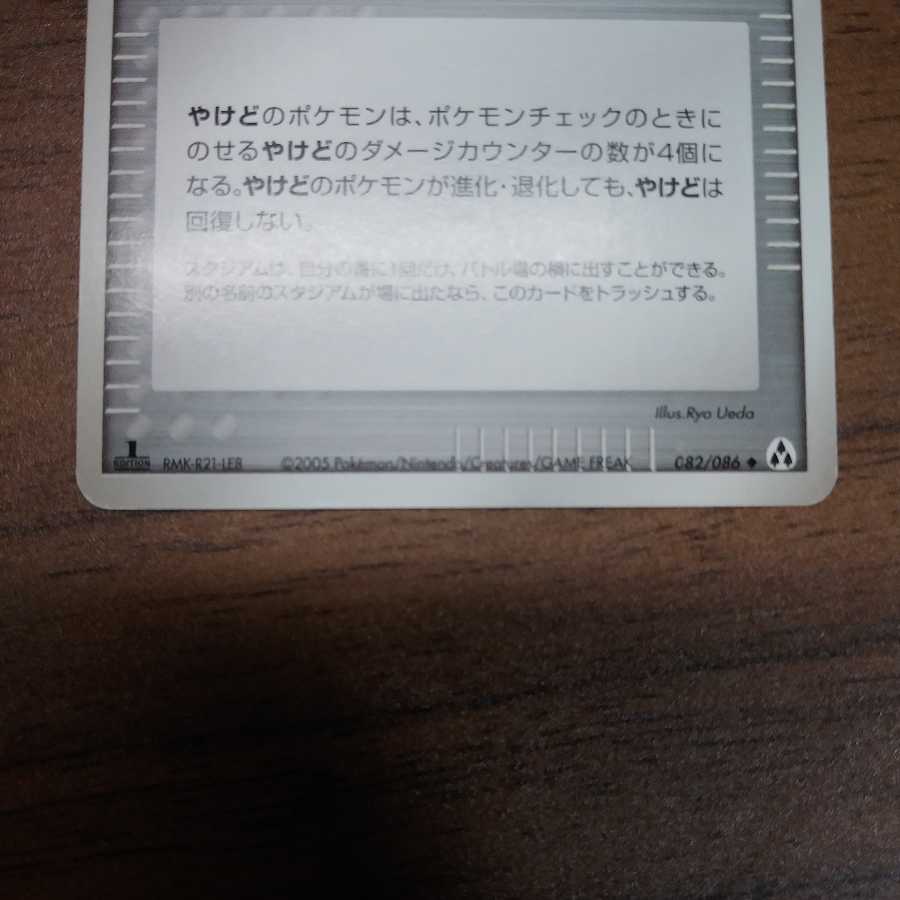 やけどのポケモンは、ポケモンチェックのときに
のせるやけどのダメージカウンターの数が4個に
なる。やけどのポケモンが進化・退化しても、やけどは
回復しない。
スタジアムは、自分の番に1回だけ、バトル場の横に出すことができる。
別の名前のスタジアムが場に出たなら、このカードをトラッシュする。
Illus.Ryo Ueda
1 EDITION RMK-R21-LEB ©2005 Pokémon/Nintendo/Creatures/GAME FREAK 082/086 ◆